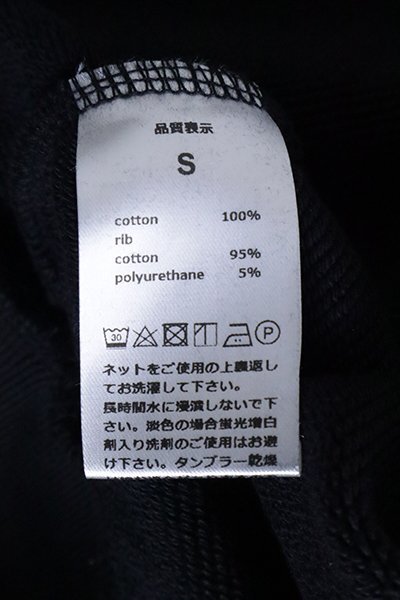 品質表示
S
cotton 100%
rib
cotton 95%
polyurethane 5%
30 P
ネットをご使用の上裏返し
てお洗濯して下さい。
長時間水に浸漬しないで下
さい。淡色の場合蛍光増白
剤入り洗剤のご使用はお避
け下さい。タンブラー乾燥